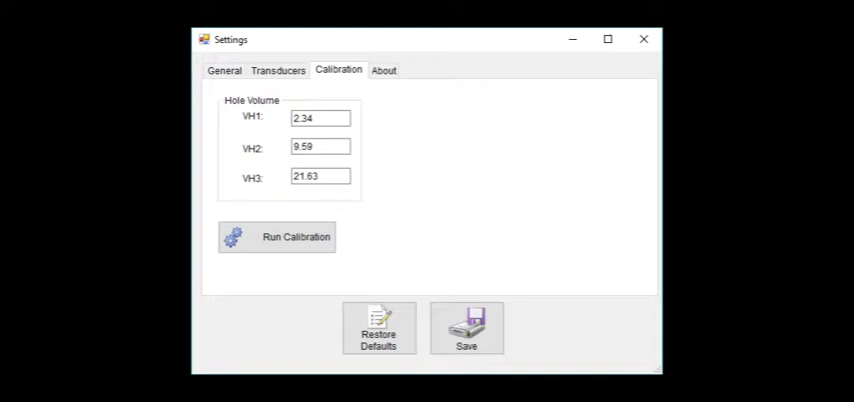 Settings
General Transducers Calibration About
Hole Volume
VH1: 2.34
VH2: 9.59
VH3: 21.63
Run Calibration
Restore
Defaults
Save